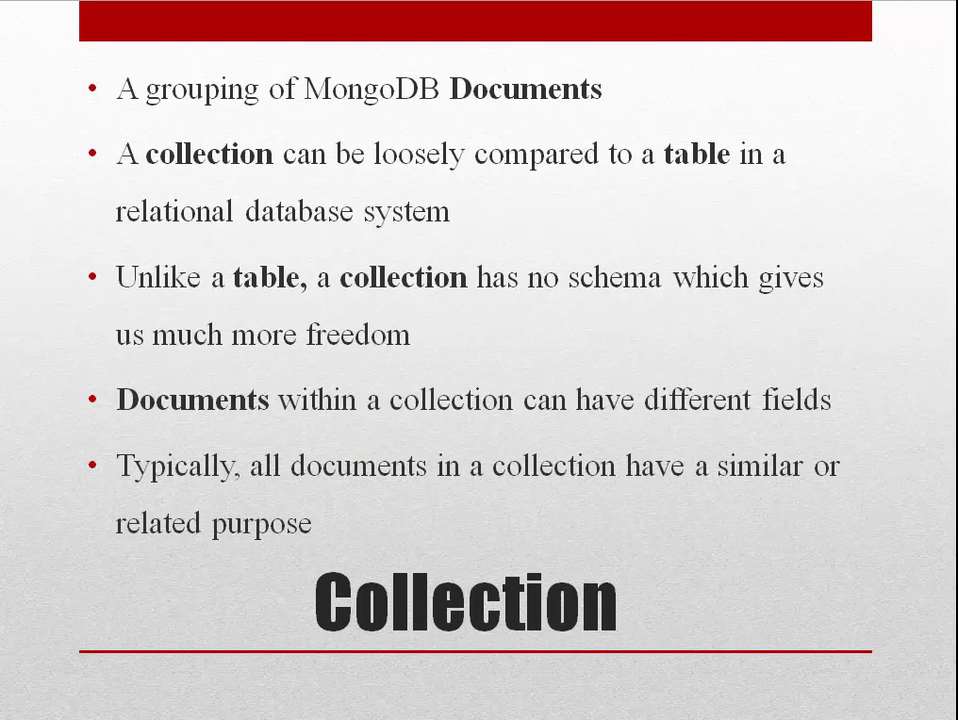 • A grouping of MongoDB Documents
• A collection can be loosely compared to a table in a
relational database system
• Unlike a table, a collection has no schema which gives
us much more freedom
• Documents within a collection can have different fields
• Typically, all documents in a collection have a similar or
related purpose
Collection